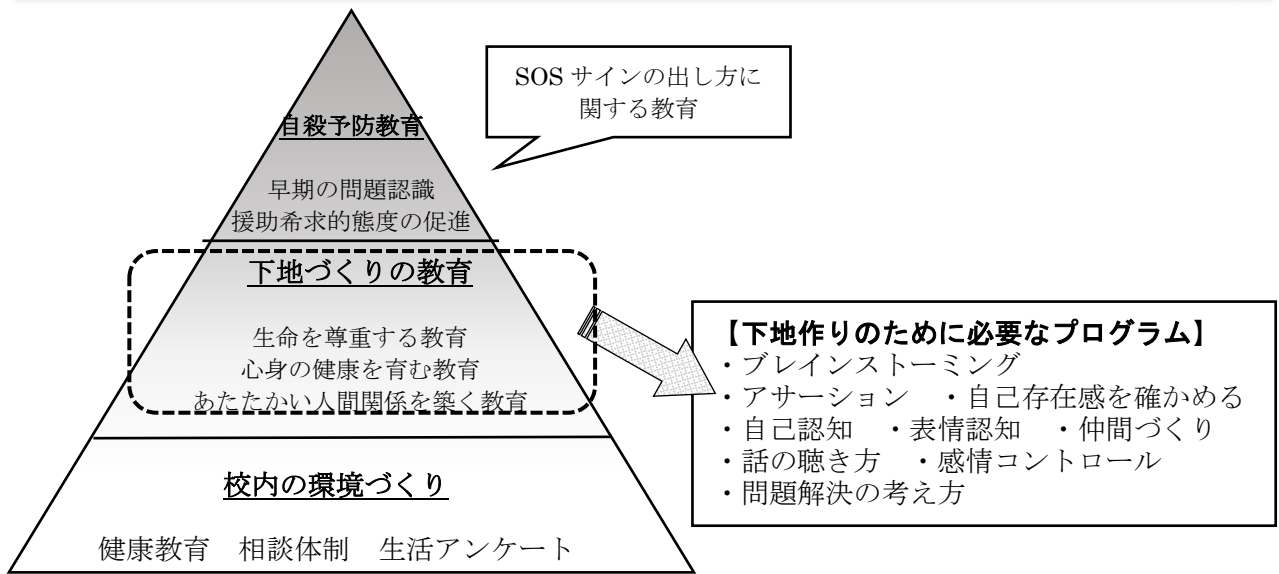 SOS サインの出し方に
関する教育
自殺予防教育
早期の問題認識
援助希求的態度の促進
下地づくりの教育
生命を尊重する教育
心身の健康を育む教育
あたたかい人間関係を築く教育
【下地作りのために必要なプログラム】
・ブレインストーミング
・アサーション ・自己存在感を確かめる
・自己認知 ・表情認知 ・仲間づくり
・話の聴き方 ・感情コントロール
・問題解決の考え方
校内の環境づくり
健康教育 相談体制 生活アンケート